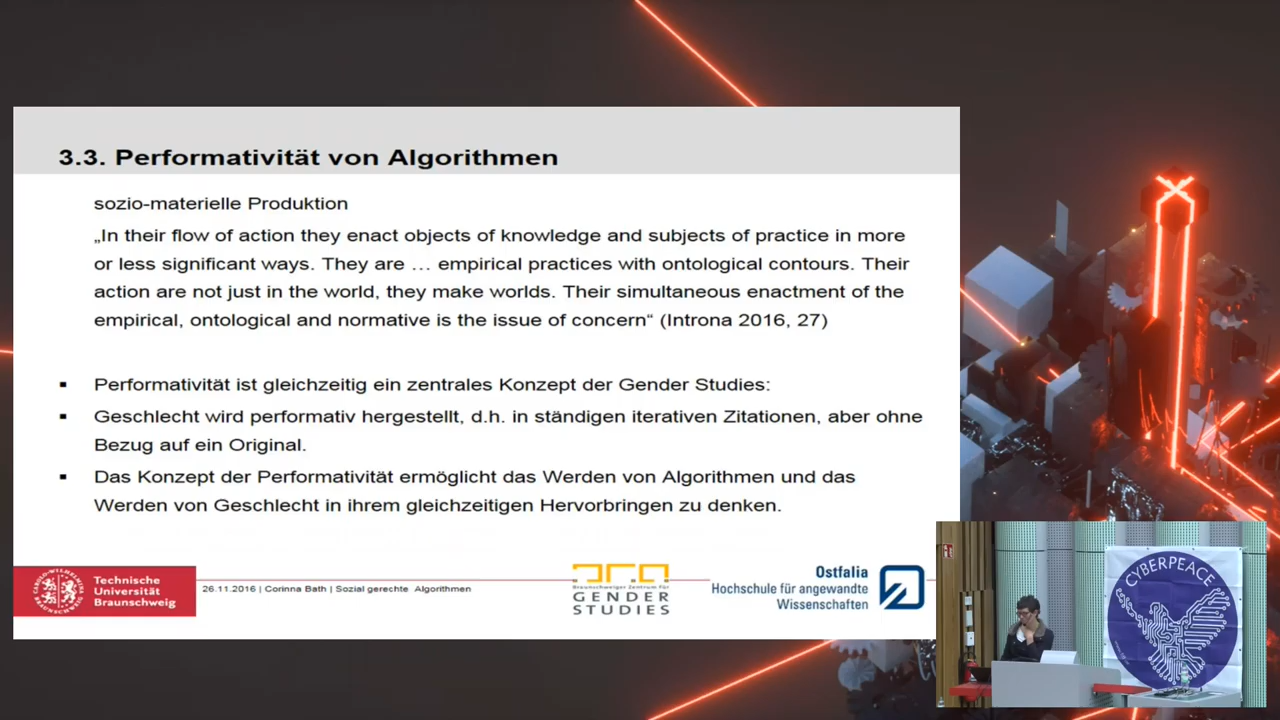 3.3. Performativität von Algorithmen
sozio-materielle Produktion
„In their flow of action they enact objects of knowledge and subjects of practice in more
or less significant ways. They are … empirical practices with ontological contours. Their
action are not just in the world, they make worlds. Their simultaneous enactment of the
empirical, ontological and normative is the issue of concern“ (Introna 2016, 27)
▪ Performativität ist gleichzeitig ein zentrales Konzept der Gender Studies:
▪ Geschlecht wird performativ hergestellt, d.h. in ständigen iterativen Zitationen, aber ohne
Bezug auf ein Original.
▪ Das Konzept der Performativität ermöglicht das Werden von Algorithmen und das
Werden von Geschlecht in ihrem gleichzeitigen Hervorbringen zu denken.
Technische
Universität
Braunschweig
26.11.2016 | Corinna Bath | Sozial gerechte Algorithmen
Braunschweiger Zentrum für
GENDER
STUDIES
Ostfalia
Hochschule für angewandte
Wissenschaften
CYBERPEACE